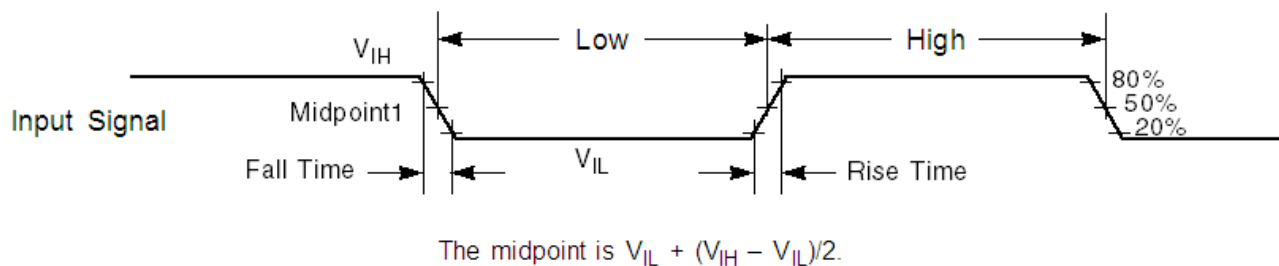 Low
High
V_IH
80%
Input Signal
Midpoint1
50%
20%
Fall Time
V_IL
Rise Time
The midpoint is V_IL + (V_IH – V_IL)/2.